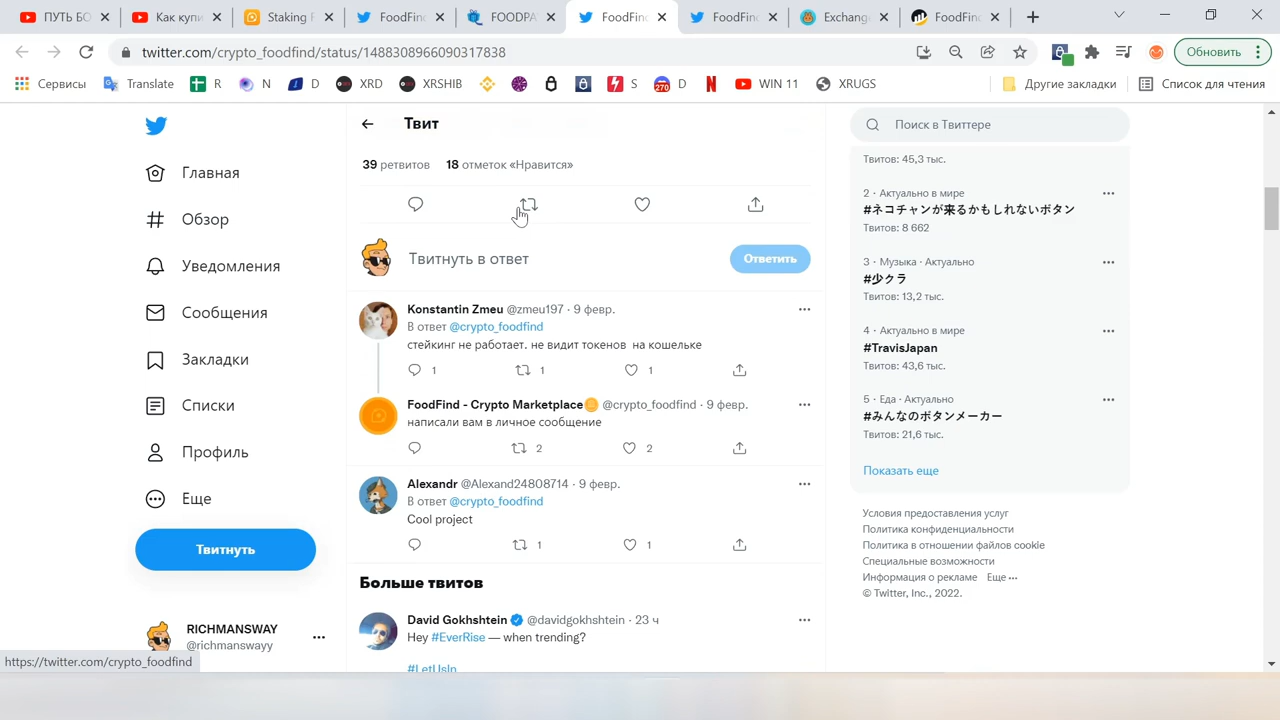 ПУТЬ БО
Как купи
Staking F
FoodFinc
FOODPA
FoodFinc
FoodFinc
Exchange
FoodFinc
twitter.com/crypto_foodfind/status/1488308966090317838
Обновить
Сервисы
Translate
R
N
D
XRD
XRSHIB
S
270
D
N
WIN 11
XRUGS
Другие закладки
Список для чтения
Главная
Обзор
Уведомления
Сообщения
Закладки
Списки
Профиль
Еще
Твитнуть
RICHMANSWAY
@richmanswayy
https://twitter.com/crypto_foodfind
Твит
39 ретвитов 18 отметок «Нравится»
Твитнуть в ответ
Ответить
Konstantin Zmeu @zmeu197 · 9 февр.
В ответ @crypto_foodfind
стейкинг не работает. не видит токенов на кошельке
1 1 1
FoodFind - Crypto Marketplace @crypto_foodfind · 9 февр.
написали вам в личное сообщение
2 2
Alexandr @Alexand24808714 · 9 февр.
В ответ @crypto_foodfind
Cool project
1 1
Больше твитов
David Gokhshtein @davidgokhshtein · 23 ч
Hey #EverRise — when trending?
#LetUsIn
Поиск в Твиттере
Твитов: 45,3 тыс.
2 · Актуально в мире
#ネコチャンが来るかもしれないボタン
Твитов: 8 662
3 · Музыка · Актуально
#少クラ
Твитов: 13,2 тыс.
4 · Актуально в мире
#TravisJapan
Твитов: 43,6 тыс.
5 · Еда · Актуально
#みんなのボタンメーカー
Твитов: 21,6 тыс.
Показать еще
Условия предоставления услуг
Политика конфиденциальности
Политика в отношении файлов cookie
Специальные возможности
Информация о рекламе Еще ···
© Twitter, Inc., 2022.